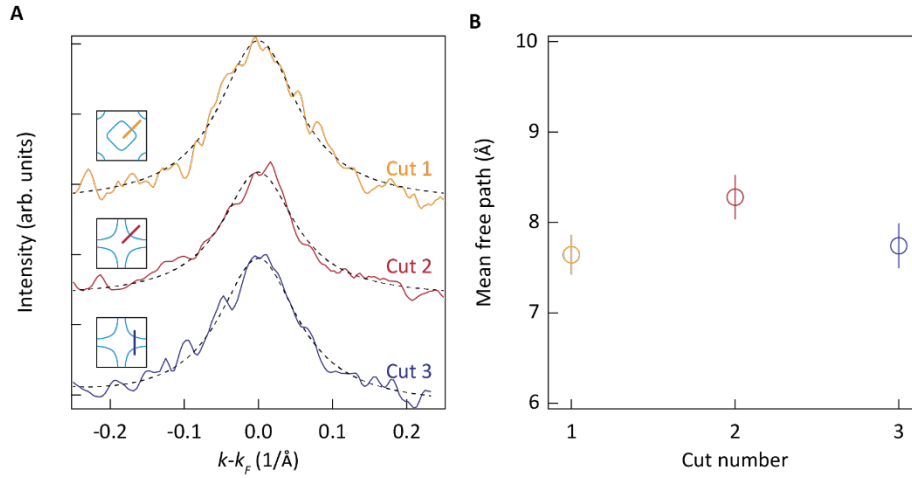 A
Intensity (arb. units)
Cut 1
Cut 2
Cut 3
-0.2
-0.1
0.0
0.1
0.2
k-k_F (1/Å)
B
Mean free path (Å)
10
9
8
7
6
1
2
3
Cut number